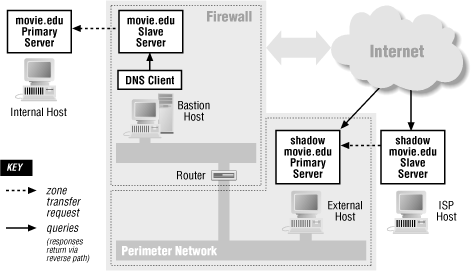 movie.edu
Primary
Server
Internal Host
movie.edu
Slave
Server
DNS Client
Firewall
Bastion
Host
Router
Internet
shadow
movie.edu
Primary
Server
shadow
movie.edu
Slave
Server
External
Host
ISP
Host
Perimeter Network
KEY
zone
transfer
request
queries
(responses
return via
reverse path)